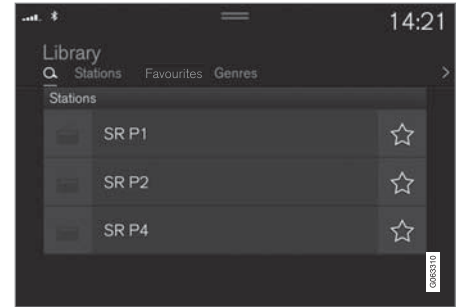 14:21
Library
Stations Favourites Genres
Stations
SR P1
SR P2
SR P4
G063310